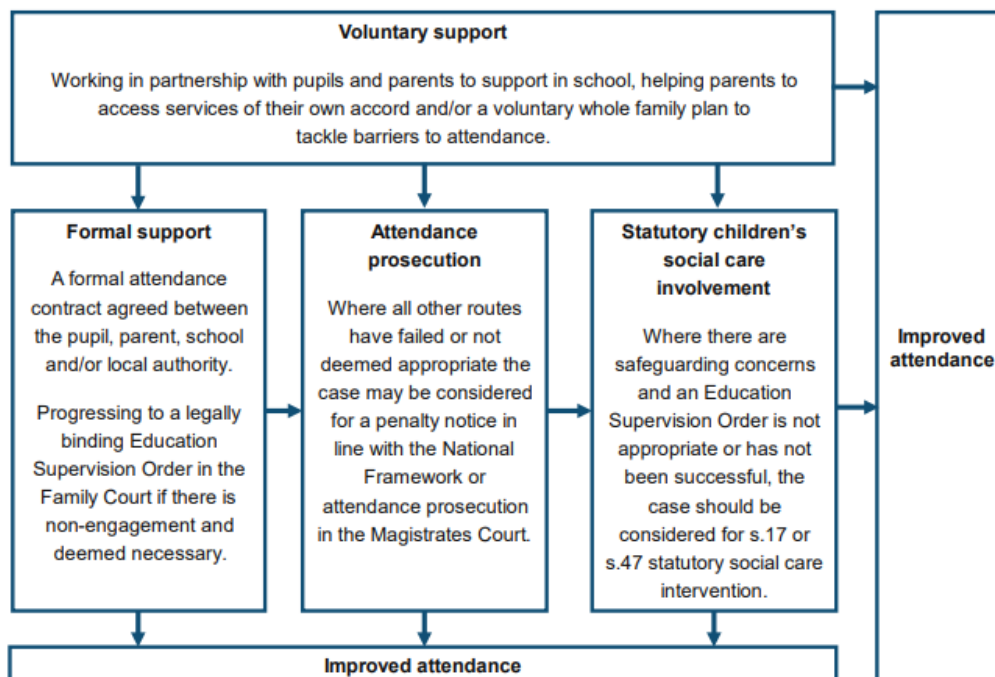 Voluntary support
Working in partnership with pupils and parents to support in school, helping parents to
access services of their own accord and/or a voluntary whole family plan to
tackle barriers to attendance.
Formal support
A formal attendance
contract agreed between
the pupil, parent, school
and/or local authority.
Progressing to a legally
binding Education
Supervision Order in the
Family Court if there is
non-engagement and
deemed necessary.
Attendance
prosecution
Where all other routes
have failed or not
deemed appropriate the
case may be considered
for a penalty notice in
line with the National
Framework or
attendance prosecution
in the Magistrates Court.
Statutory children’s
social care
involvement
Where there are
safeguarding concerns
and an Education
Supervision Order is not
appropriate or has not
been successful, the
case should be
considered for s.17 or
s.47 statutory social care
intervention.
Improved
attendance
Improved attendance